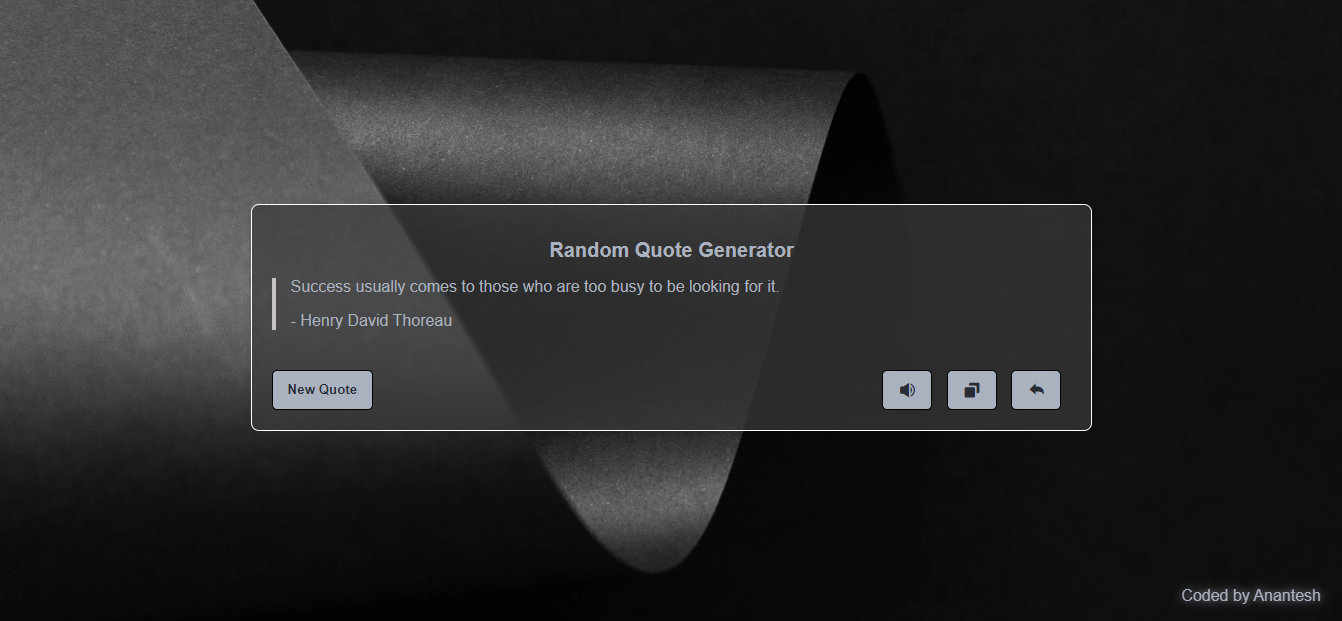 Random Quote Generator
Success usually comes to those who are too busy to be looking for it.
- Henry David Thoreau
New Quote
Coded by Anantesh